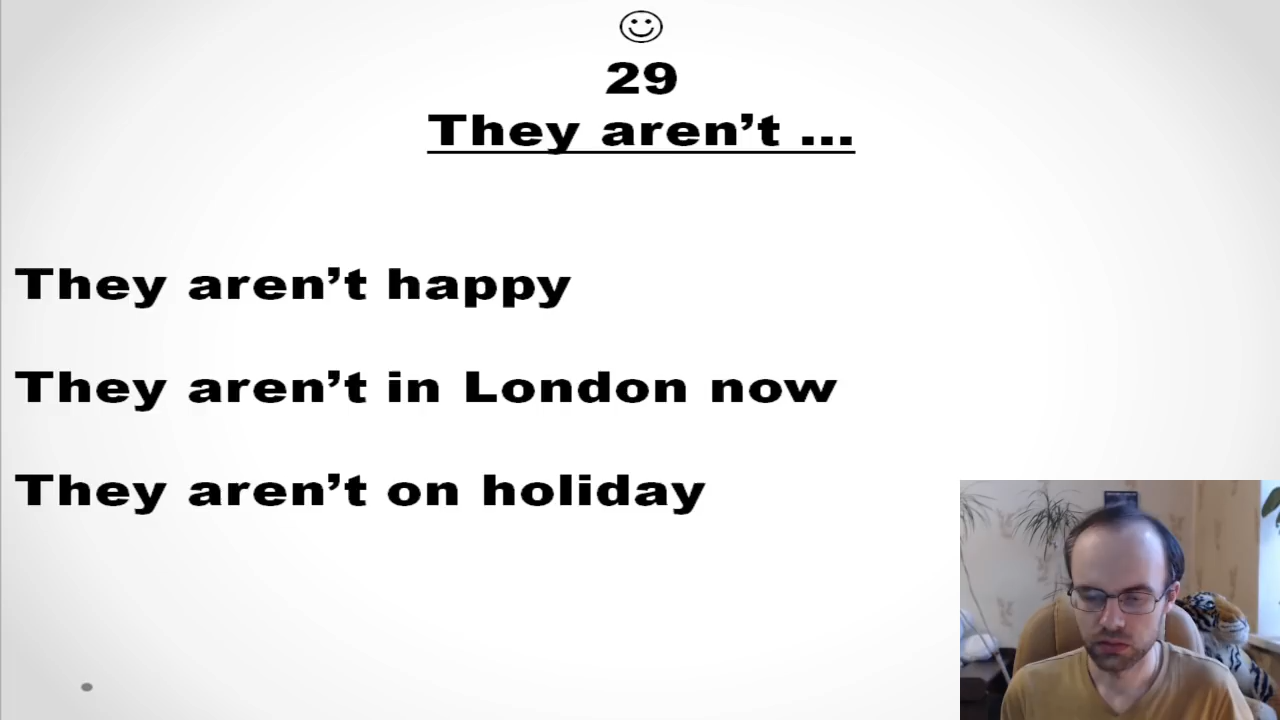 29
They aren’t ...
They aren’t happy
They aren’t in London now
They aren’t on holiday